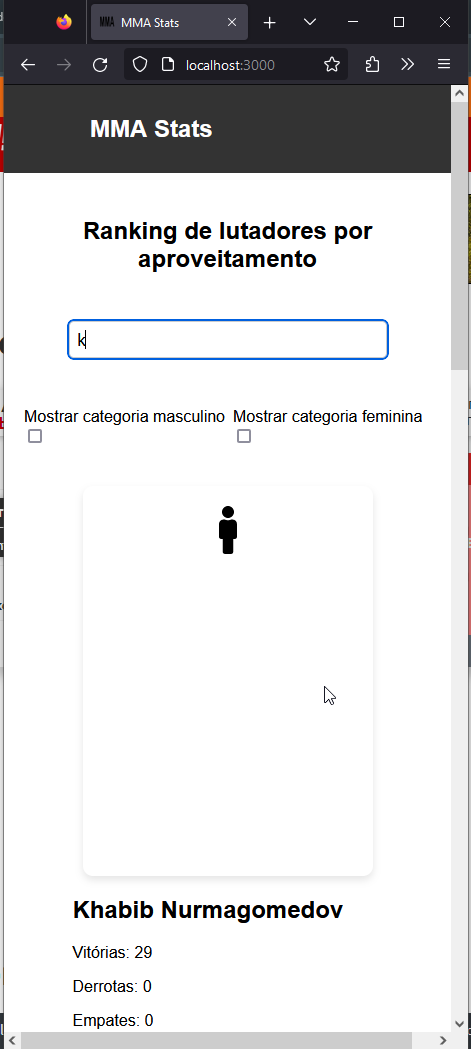 MMA
MMA Stats
localhost:3000
MMA Stats
Ranking de lutadores por
aproveitamento
k
Mostrar categoria masculino Mostrar categoria feminina
Khabib Nurmagomedov
Vitórias: 29
Derrotas: 0
Empates: 0